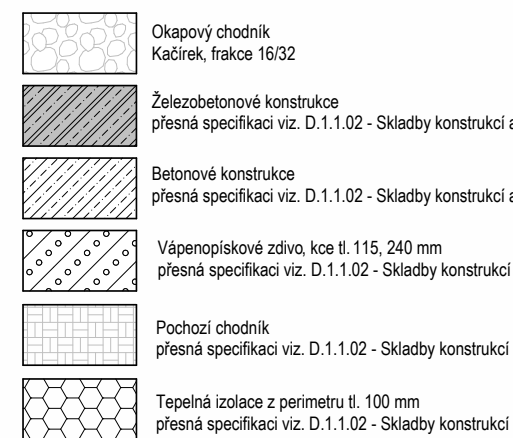 Okapový chodník
Kačírek, frakce 16/32
Železobetonové konstrukce
přesná specifikaci viz. D.1.1.02 - Skladby konstrukcí a
Betonové konstrukce
přesná specifikaci viz. D.1.1.02 - Skladby konstrukcí a
Vápenopískové zdivo, kce tl. 115, 240 mm
přesná specifikaci viz. D.1.1.02 - Skladby konstrukcí
Pochozí chodník
přesná specifikaci viz. D.1.1.02 - Skladby konstrukcí
Tepelná izolace z perimetru tl. 100 mm
přesná specifikaci viz. D.1.1.02 - Skladby konstrukcí